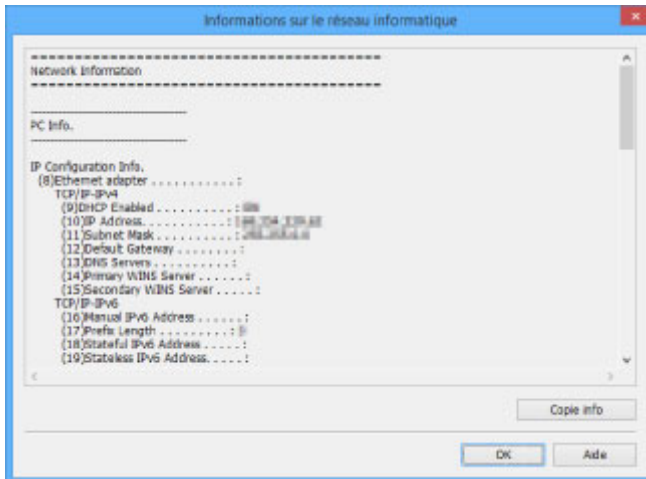 Informations sur le réseau informatique
==========================================
Network Information
==========================================
----------------------------------------
PC Info.
----------------------------------------
IP Configuration Info.
(8)Ethernet adapter . . . . . . . . . . . :
TCP/IP-IPv4
(9)DHCP Enabled . . . . . . . . . . :
(10)IP Address. . . . . . . . . . . :
(11)Subnet Mask . . . . . . . . . . :
(12)Default Gateway . . . . . . . . :
(13)DNS Servers . . . . . . . . . . :
(14)Primary WINS Server . . . . . . :
(15)Secondary WINS Server . . . . . :
TCP/IP-IPv6
(16)Manual IPv6 Address . . . . . . :
(17)Prefix Length . . . . . . . . . :
(18)Stateful IPv6 Address . . . . . :
(19)Stateless IPv6 Address. . . . . :
Copie info
OK
Aide